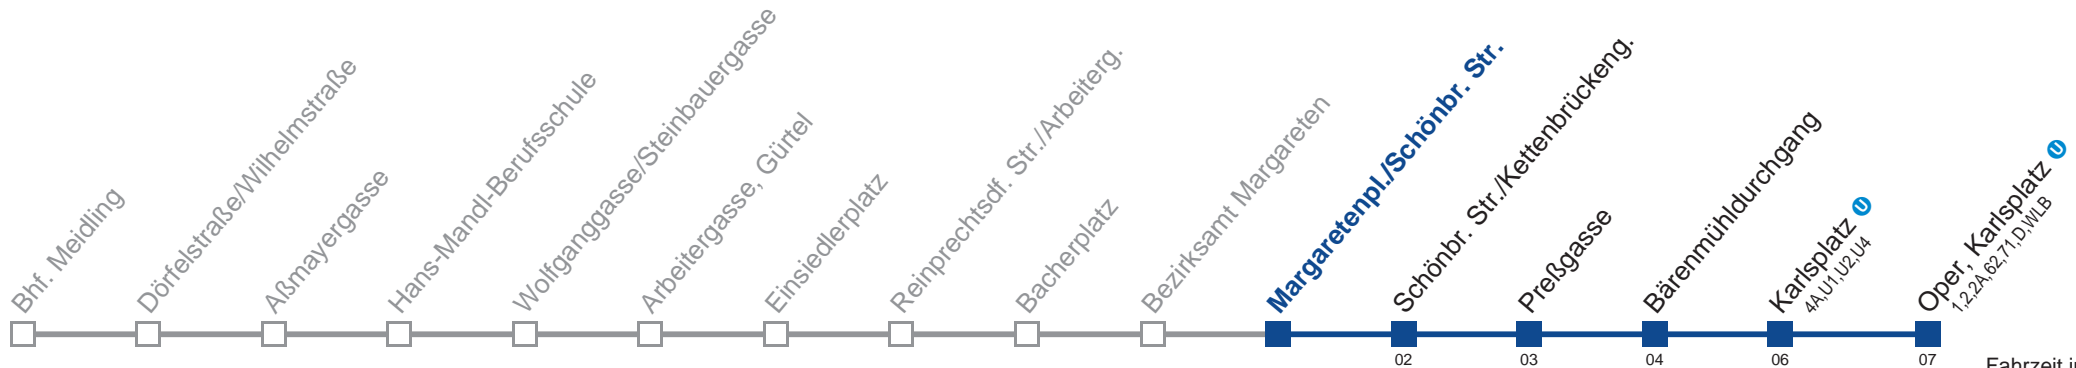 Bhf. Meidling
Dörfelstraße/Wilhelmstraße
Aßmayergasse
Hans-Mandl-Berufsschule
Wolfganggasse/Steinbauergasse
Arbeitergasse, Gürtel
Einsiedlerplatz
Reinprechtsdf. Str./Arbeiterg.
Bacherplatz
Bezirksamt Margareten
Margaretenpl./Schönbr. Str.
Schönbr. Str./Kettenbrückeng.
Preßgasse
Bärenmühldurchgang
Karlsplatz U
4A,U1,U2,U4
Oper, Karlsplatz U
1,2,2A,62,71,D,WLB
02
03
04
06
07
Fahrzeit i